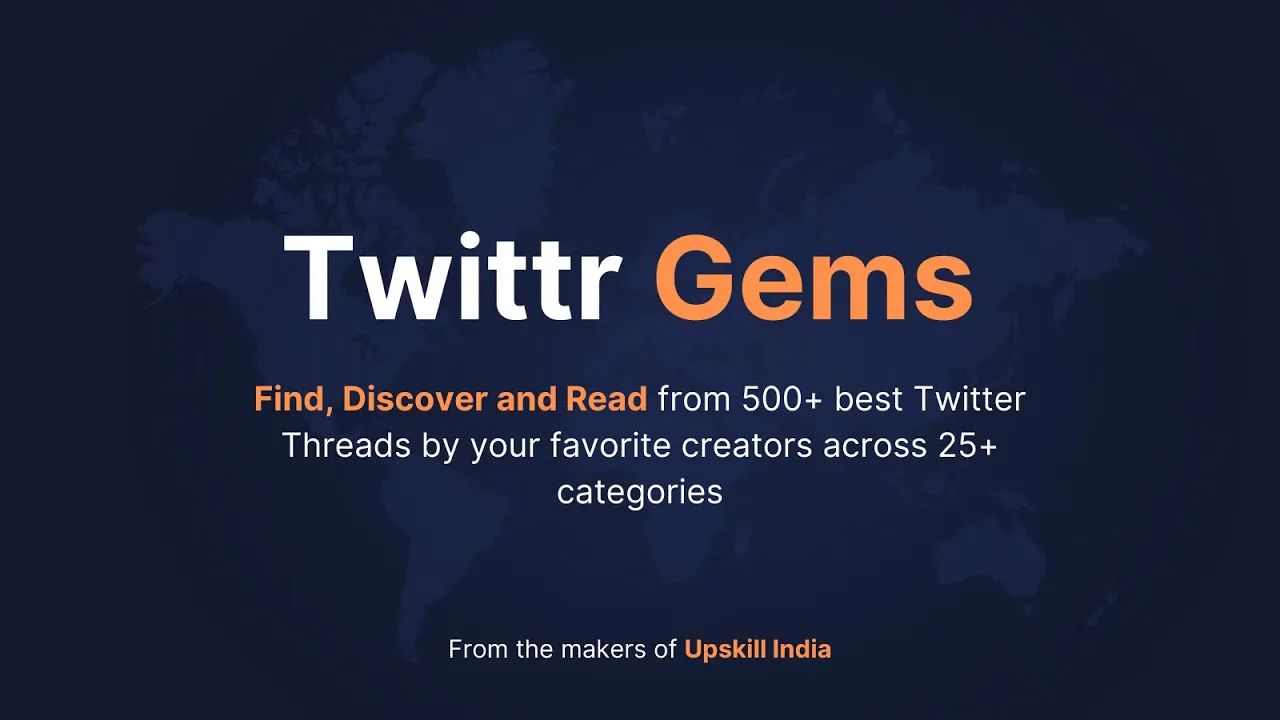 Twittr Gems
Find, Discover and Read from 500+ best Twitter
Threads by your favorite creators across 25+
categories
From the makers of Upskill India